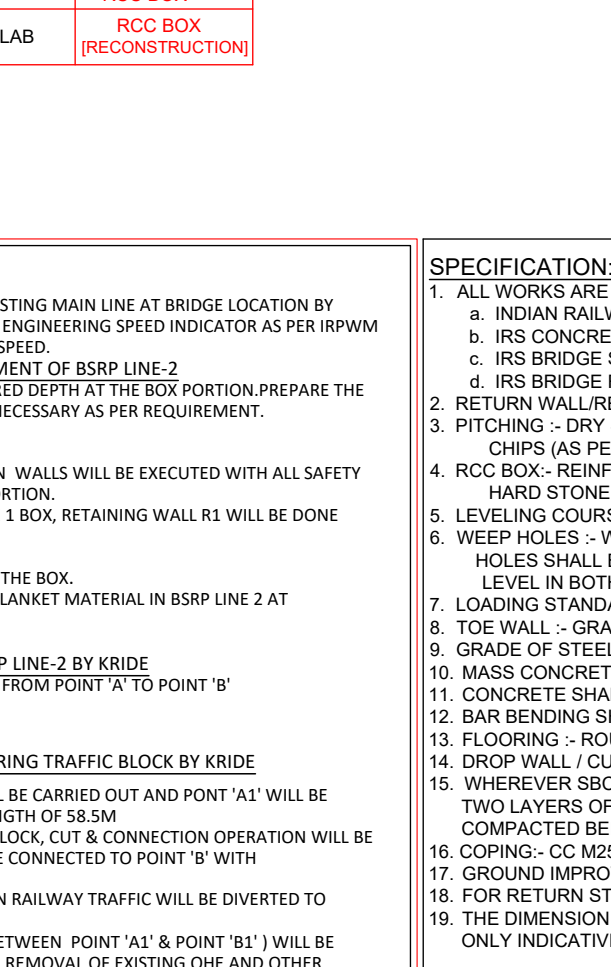 RCC BOX
LAB
RCC BOX
[RECONSTRUCTION]
STING MAIN LINE AT BRIDGE LOCATION BY
ENGINEERING SPEED INDICATOR AS PER IRPWM
SPEED.
MENT OF BSRP LINE-2
RED DEPTH AT THE BOX PORTION.PREPARE THE
NECESSARY AS PER REQUIREMENT.
N WALLS WILL BE EXECUTED WITH ALL SAFETY
RTION.
1 BOX, RETAINING WALL R1 WILL BE DONE
THE BOX.
LANKET MATERIAL IN BSRP LINE 2 AT
P LINE-2 BY KRIDE
FROM POINT 'A' TO POINT 'B'
RING TRAFFIC BLOCK BY KRIDE
L BE CARRIED OUT AND PONT 'A1' WILL BE
NGTH OF 58.5M
LOCK, CUT & CONNECTION OPERATION WILL BE
E CONNECTED TO POINT 'B' WITH
N RAILWAY TRAFFIC WILL BE DIVERTED TO
ETWEEN POINT 'A1' & POINT 'B1' ) WILL BE
REMOVAL OF EXISTING OHE AND OTHER
SPECIFICATION:
1. ALL WORKS ARE
a. INDIAN RAILW
b. IRS CONCRE
c. IRS BRIDGE S
d. IRS BRIDGE
2. RETURN WALL/RE
3. PITCHING :- DRY
CHIPS (AS PE
4. RCC BOX:- REINF
HARD STONE
5. LEVELING COURS
6. WEEP HOLES :- W
HOLES SHALL
LEVEL IN BOTH
7. LOADING STANDA
8. TOE WALL :- GRA
9. GRADE OF STEEL
10. MASS CONCRET
11. CONCRETE SHA
12. BAR BENDING S
13. FLOORING :- ROU
14. DROP WALL / CU
15. WHEREVER SBC
TWO LAYERS OF
COMPACTED BE
16. COPING:- CC M25
17. GROUND IMPRO
18. FOR RETURN ST
19. THE DIMENSION
ONLY INDICATIV